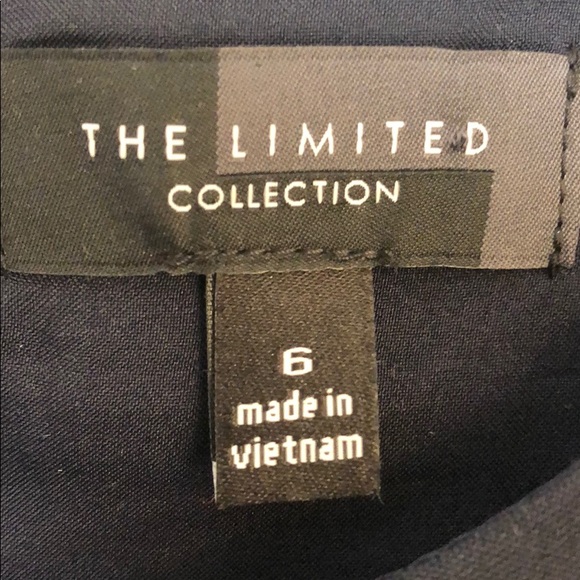 THE LIMITED
COLLECTION
6
made in
vietnam